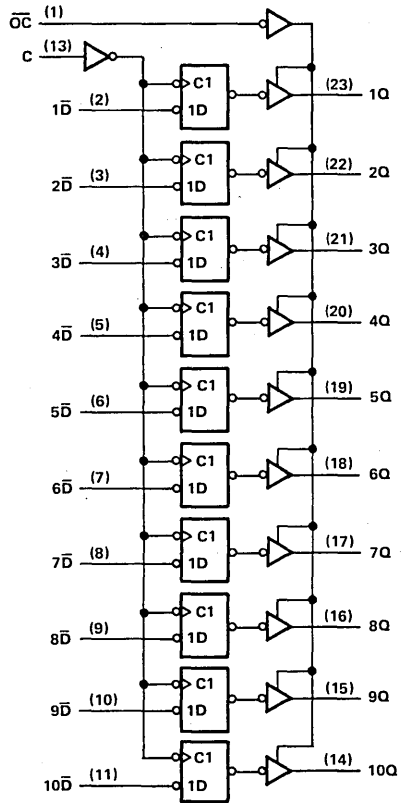 O̅C̅ (1)
C (13)
C1
(23)
1Q
1D̅ (2)
1D
C1
(22)
2Q
2D̅ (3)
1D
C1
(21)
3Q
3D̅ (4)
1D
C1
(20)
4Q
4D̅ (5)
1D
C1
(19)
5Q
5D̅ (6)
1D
C1
(18)
6Q
6D̅ (7)
1D
C1
(17)
7Q
7D̅ (8)
1D
C1
(16)
8Q
8D̅ (9)
1D
C1
(15)
9Q
9D̅ (10)
1D
C1
(14)
10Q
10D̅ (11)
1D